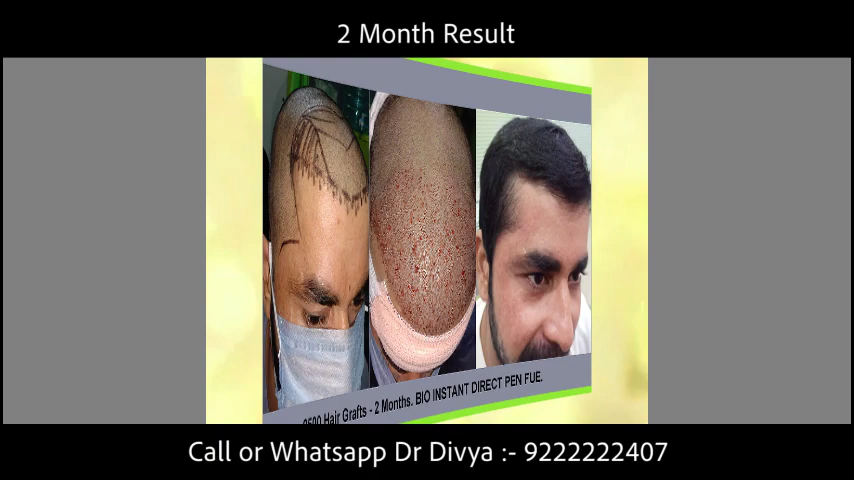 2 Month Result
Hair Grafts - 2 Months. BIO INSTANT DIRECT PEN FUE.
Call or Whatsapp Dr Divya :- 9222222407